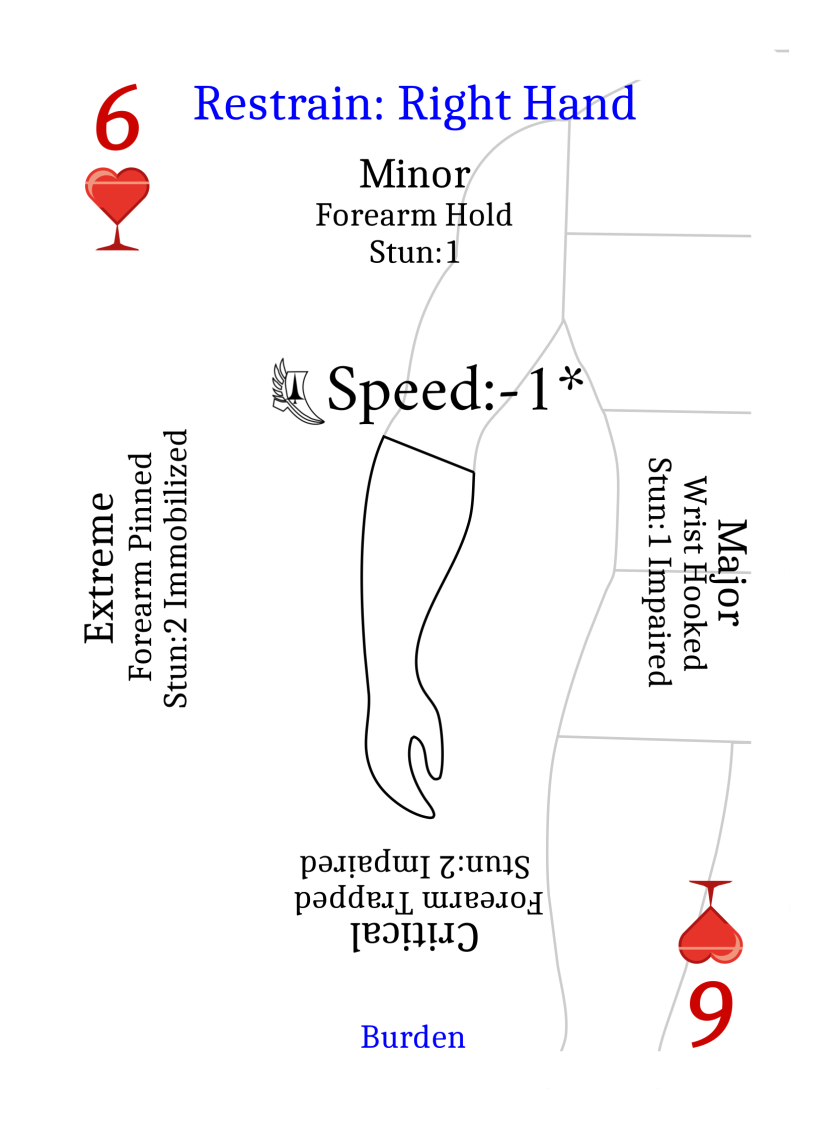 6
Restrain: Right Hand
Minor
Forearm Hold
Stun:1
Speed:-1*
Extreme
Forearm Pinned
Stun:2 Immobilized
Major
Wrist Hooked
Stun:1 Impaired
Critical
Forearm Trapped
Stun:2 Impaired
Burden
6